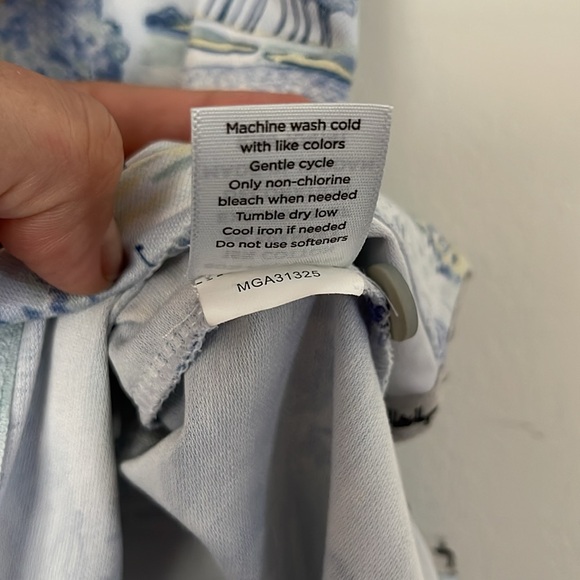 Machine wash cold
with like colors
Gentle cycle
Only non-chlorine
bleach when needed
Tumble dry low
Cool iron if needed
Do not use softeners
MGA31325